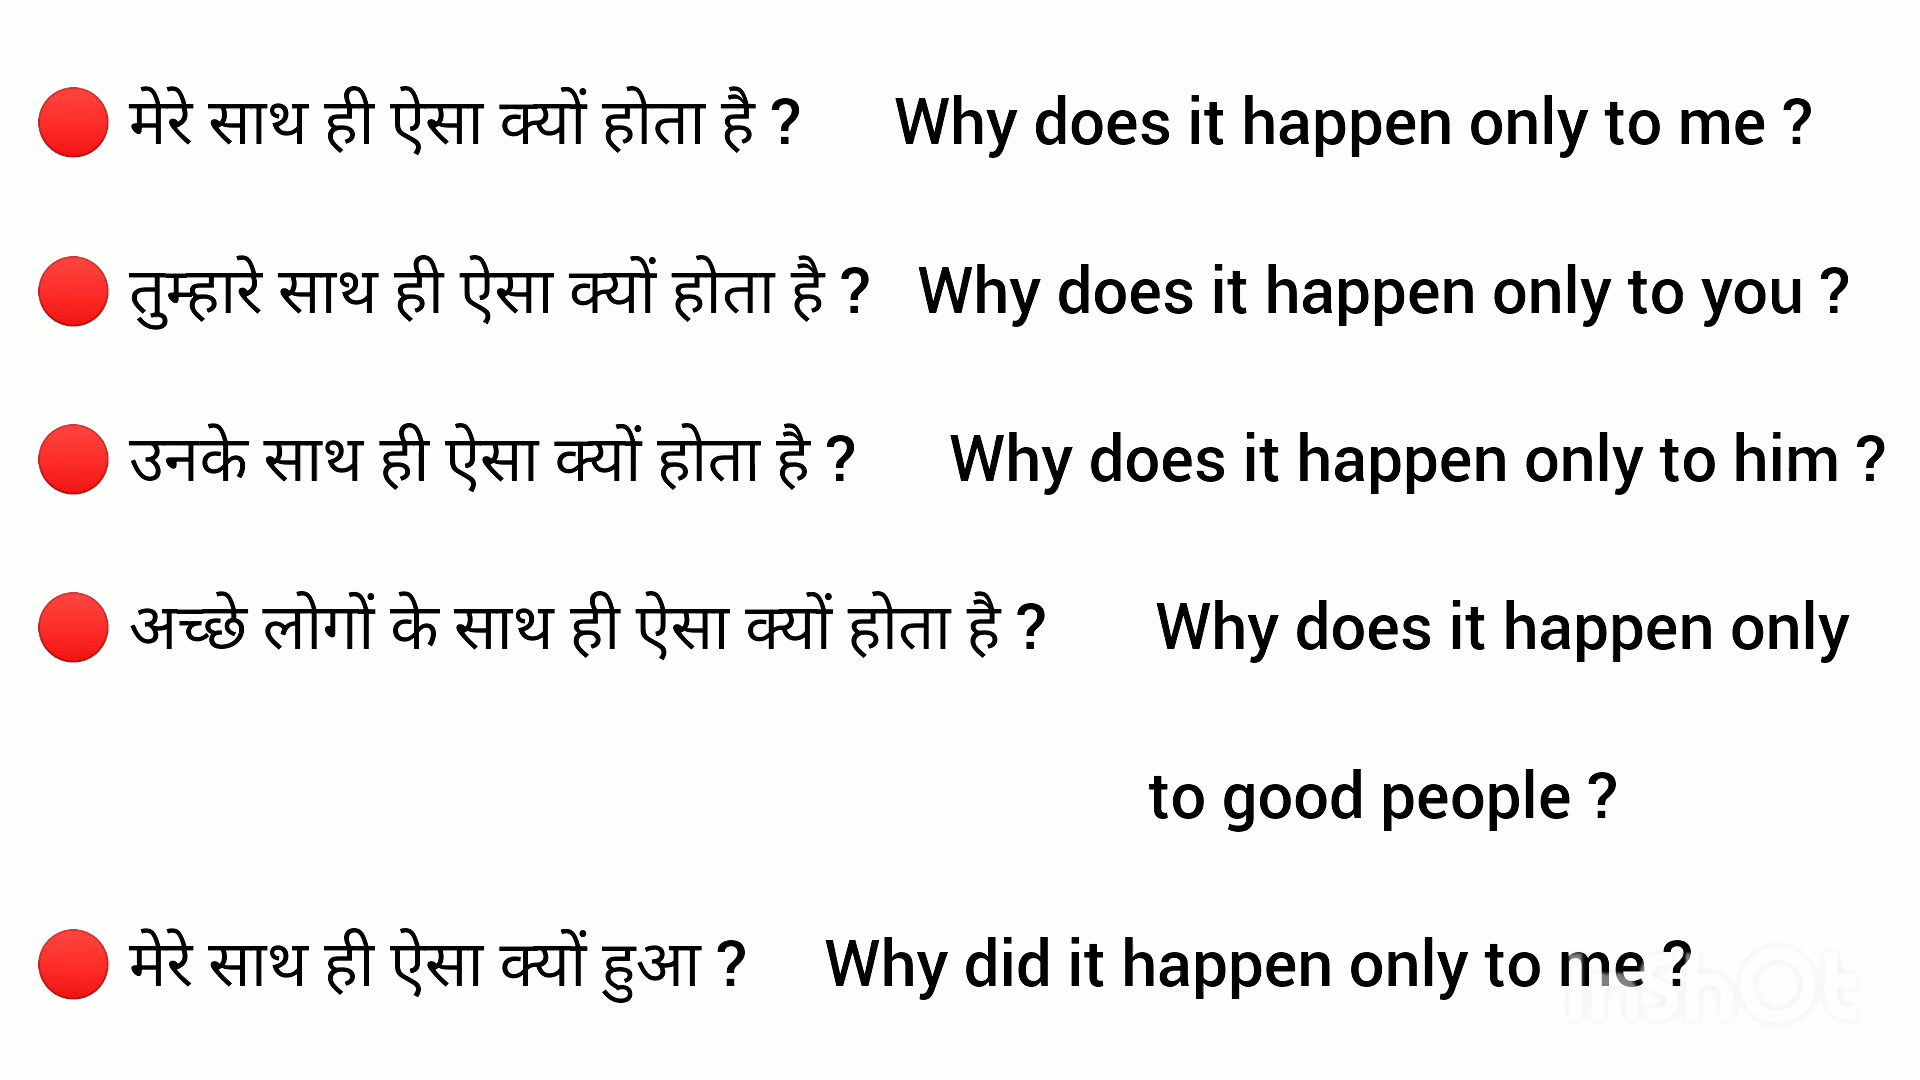 🔴 मेरे साथ ही ऐसा क्यों होता है ? Why does it happen only to me ?
🔴 तुम्हारे साथ ही ऐसा क्यों होता है ? Why does it happen only to you ?
🔴 उनके साथ ही ऐसा क्यों होता है ? Why does it happen only to him ?
🔴 अच्छे लोगों के साथ ही ऐसा क्यों होता है ? Why does it happen only
to good people ?
🔴 मेरे साथ ही ऐसा क्यों हुआ ? Why did it happen only to me ?
InShOt